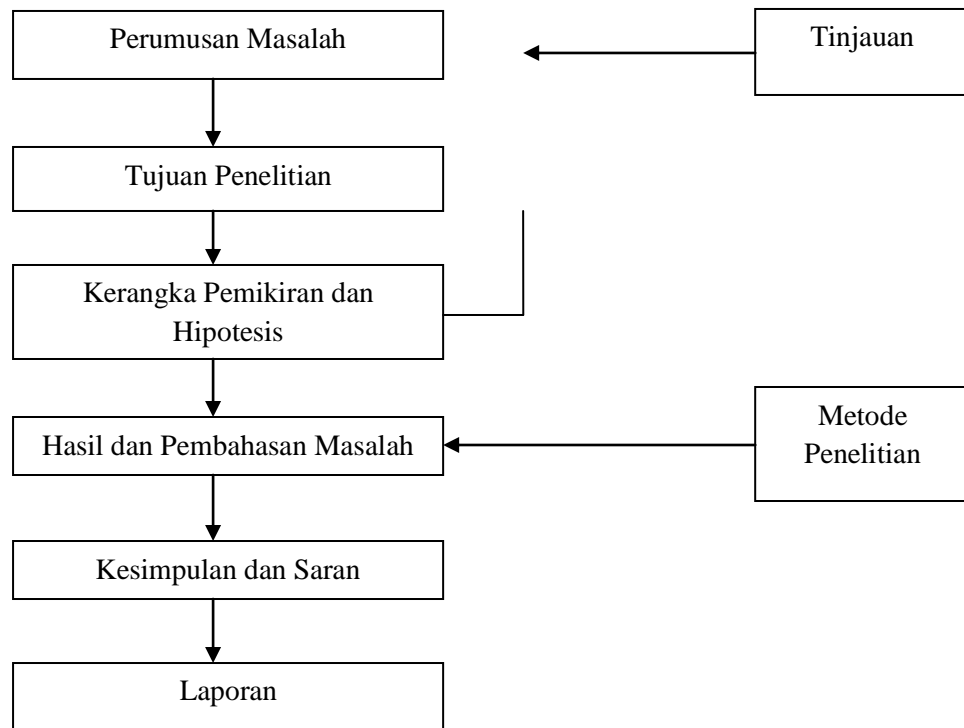 Perumusan Masalah
Tinjauan
Tujuan Penelitian
Kerangka Pemikiran dan
Hipotesis
Hasil dan Pembahasan Masalah
Metode
Penelitian
Kesimpulan dan Saran
Laporan